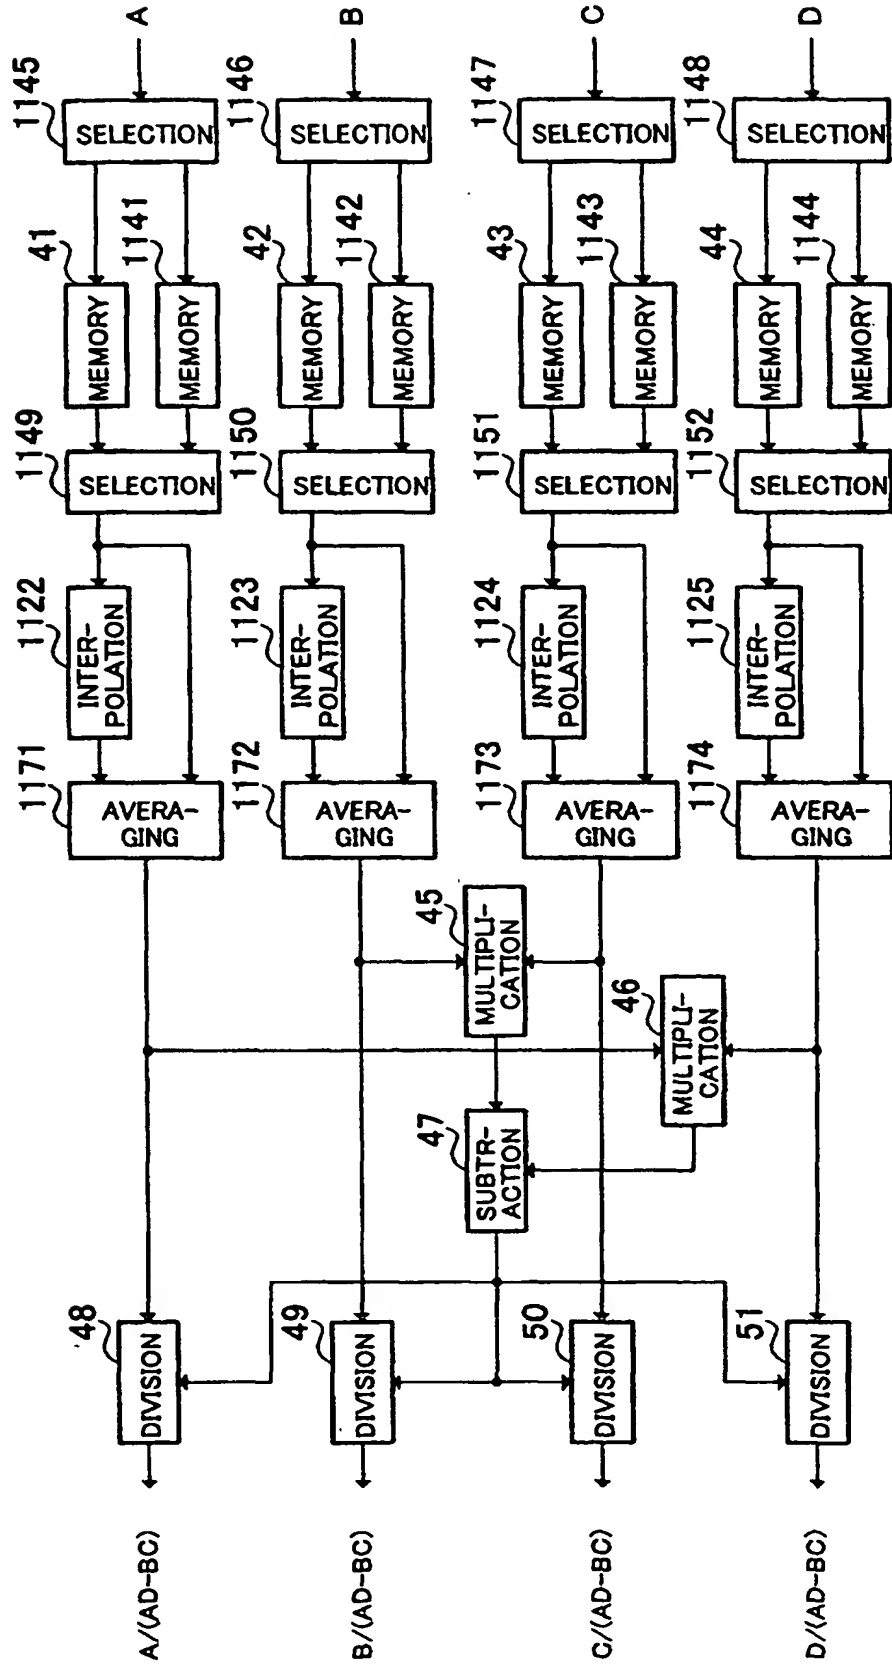 A
1145
SELECTION
41
MEMORY
1141
MEMORY
1149
SELECTION
1122
INTER-
POLATION
1171
AVERA-
GING
48
DIVISION
A/(AD-BC)
B
1146
SELECTION
42
MEMORY
1142
MEMORY
1150
SELECTION
1123
INTER-
POLATION
1172
AVERA-
GING
45
MULTIPLI-
CATION
47
SUBTR-
ACTION
49
DIVISION
B/(AD-BC)
C
1147
SELECTION
43
MEMORY
1143
MEMORY
1151
SELECTION
1124
INTER-
POLATION
1173
AVERA-
GING
46
MULTIPLI-
CATION
50
DIVISION
C/(AD-BC)
D
1148
SELECTION
44
MEMORY
1144
MEMORY
1152
SELECTION
1125
INTER-
POLATION
1174
AVERA-
GING
51
DIVISION
D/(AD-BC)